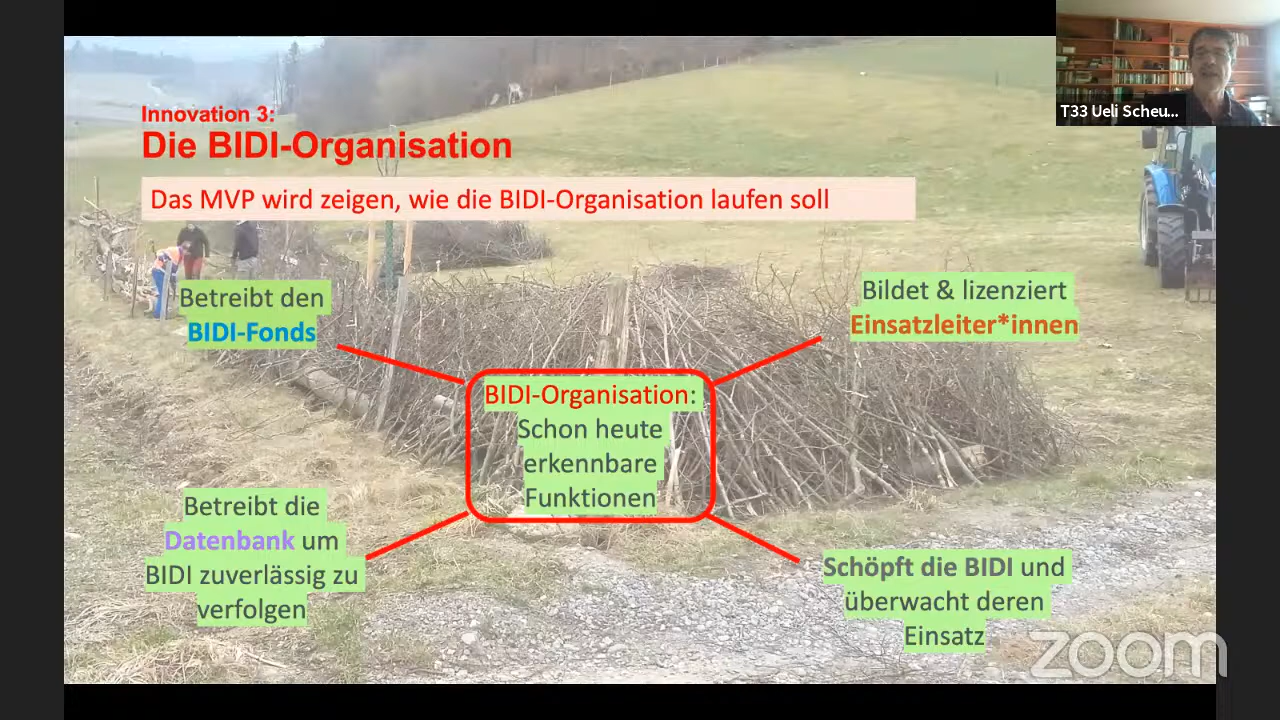 T33 Ueli Scheu...
Innovation 3:
Die BIDI-Organisation
Das MVP wird zeigen, wie die BIDI-Organisation laufen soll
Betreibt den
BIDI-Fonds
Bildet & lizenziert
Einsatzleiter*innen
BIDI-Organisation:
Schon heute
erkennbare
Funktionen
Betreibt die
Datenbank um
BIDI zuverlässig zu
verfolgen
Schöpft die BIDI und
überwacht deren
Einsatz
zoom